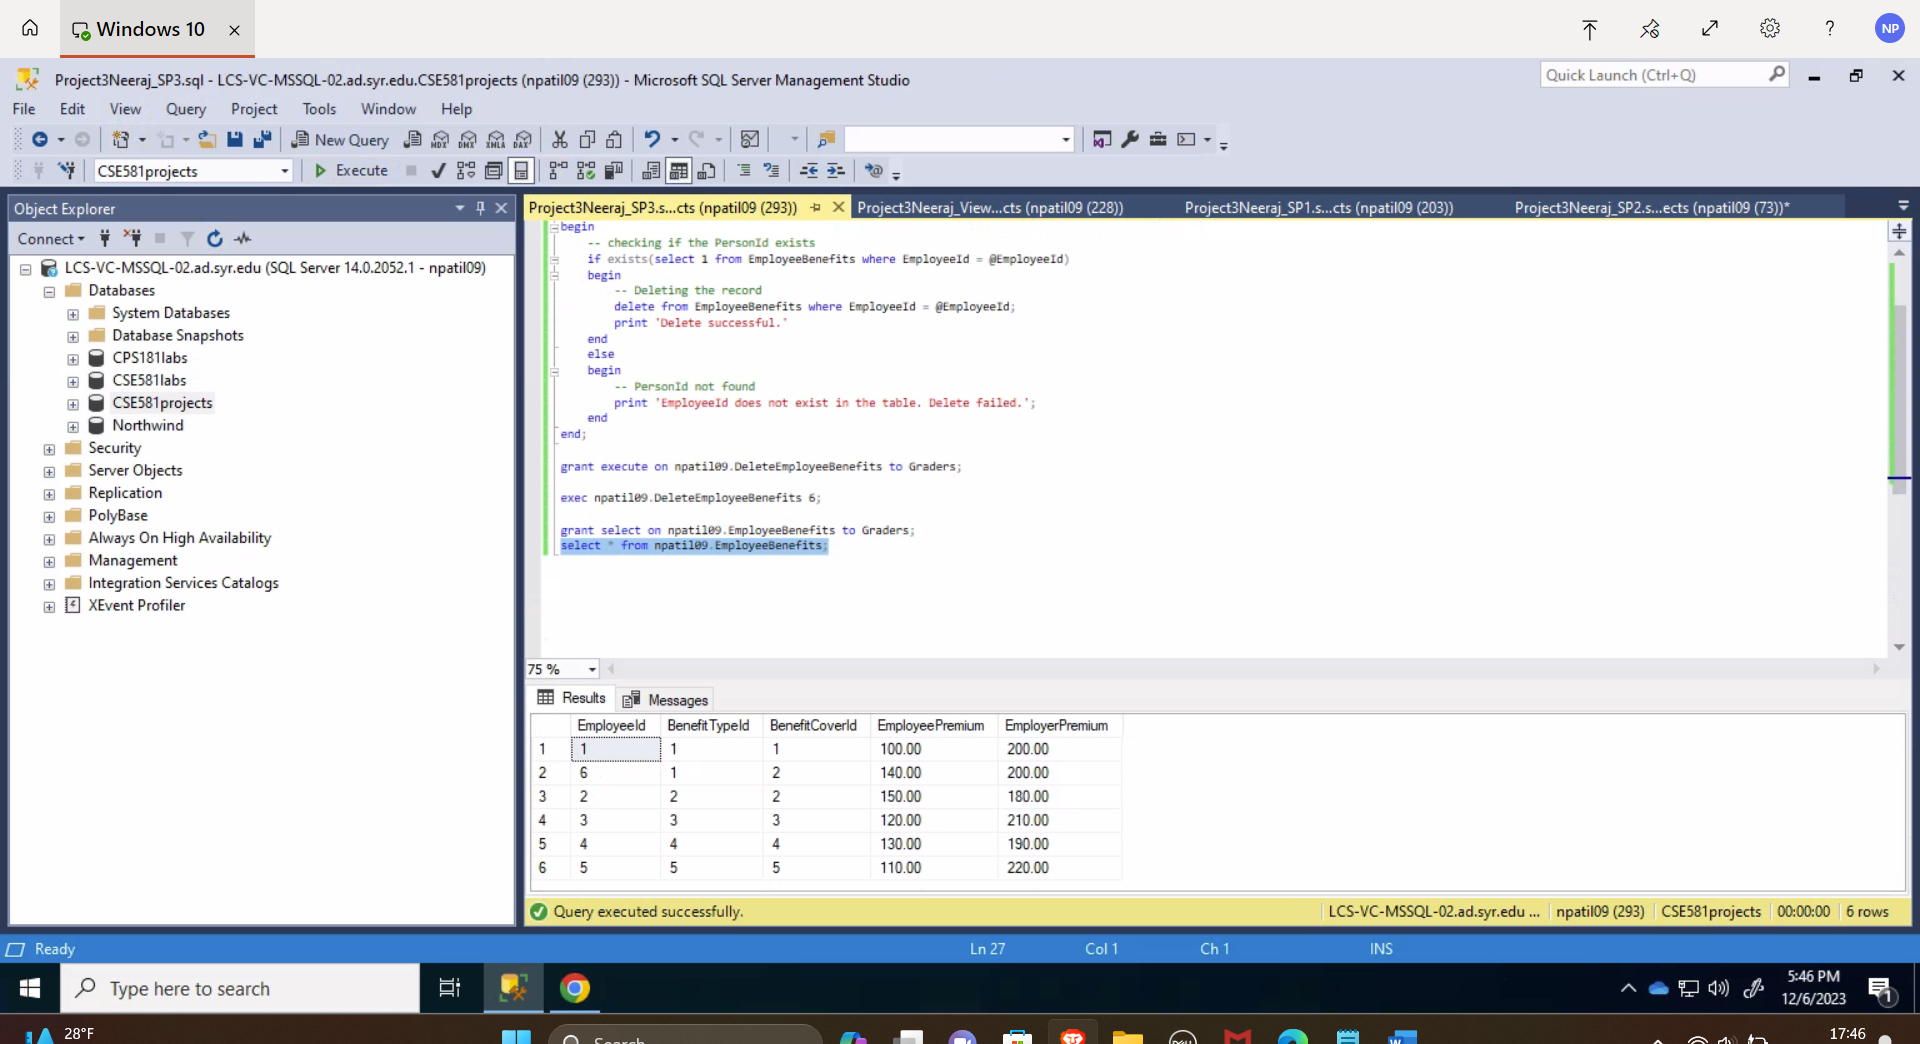 Windows 10
NP
Project3Neeraj_SP3.sql - LCS-VC-MSSQL-02.ad.syr.edu.CSE581projects (npatil09 (293)) - Microsoft SQL Server Management Studio
Quick Launch (Ctrl+Q)
File Edit View Query Project Tools Window Help
New Query
MDX DMX XMLA DAX
CSE581projects
Execute
Object Explorer
Connect
LCS-VC-MSSQL-02.ad.syr.edu (SQL Server 14.0.2052.1 - npatil09)
Databases
System Databases
Database Snapshots
CPS181labs
CSE581labs
CSE581projects
Northwind
Security
Server Objects
Replication
PolyBase
Always On High Availability
Management
Integration Services Catalogs
XEvent Profiler
Project3Neeraj_SP3.s...cts (npatil09 (293)) Project3Neeraj_View...cts (npatil09 (228)) Project3Neeraj_SP1.s...cts (npatil09 (203)) Project3Neeraj_SP2.s...ects (npatil09 (73))*
begin
-- checking if the PersonId exists
if exists(select 1 from EmployeeBenefits where EmployeeId = @EmployeeId)
begin
-- Deleting the record
delete from EmployeeBenefits where EmployeeId = @EmployeeId;
print 'Delete successful.'
end
else
begin
-- PersonId not found
print 'EmployeeId does not exist in the table. Delete failed.';
end
end;
grant execute on npatil09.DeleteEmployeeBenefits to Graders;
exec npatil09.DeleteEmployeeBenefits 6;
grant select on npatil09.EmployeeBenefits to Graders;
select * from npatil09.EmployeeBenefits;
75 %
Results Messages
EmployeeId BenefitTypeId BenefitCoverId EmployeePremium EmployerPremium
1 1 1 1 100.00 200.00
2 6 1 2 140.00 200.00
3 2 2 2 150.00 180.00
4 3 3 3 120.00 210.00
5 4 4 4 130.00 190.00
6 5 5 5 110.00 220.00
Query executed successfully. LCS-VC-MSSQL-02.ad.syr.edu ... npatil09 (293) CSE581projects 00:00:00 6 rows
Ready Ln 27 Col 1 Ch 1 INS
Type here to search
5:46 PM
12/6/2023
1
28°F
Search
17:46